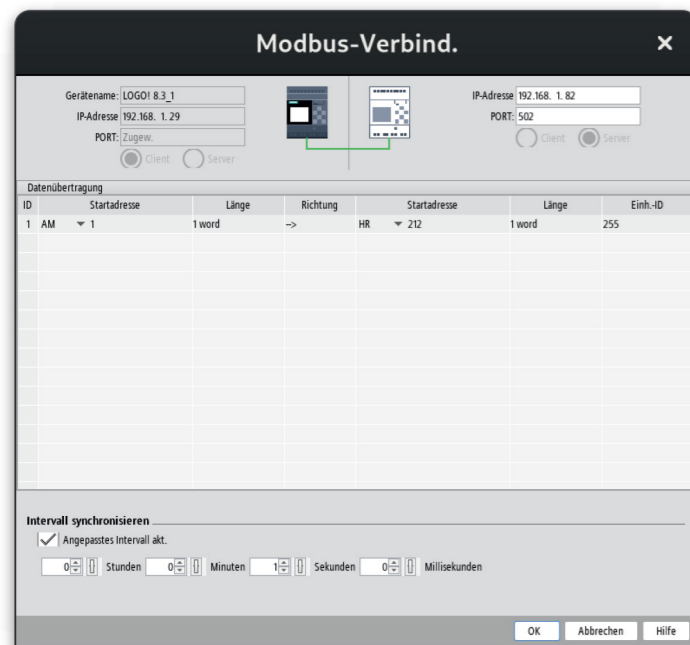 Modbus-Verbind.
Gerätename: LOGO! 8.3_1
IP-Adresse 192.168. 1. 29
PORT: Zugew.
Client Server
IP-Adresse 192.168. 1. 82
PORT: 502
Client Server
Datenübertragung
ID Startadresse Länge Richtung Startadresse Länge Einh.-ID
1 AM 1 1 word --> HR 212 1 word 255
Intervall synchronisieren
Angepasstes Intervall akt.
0 Stunden 0 Minuten 1 Sekunden 0 Millisekunden
OK Abbrechen Hilfe